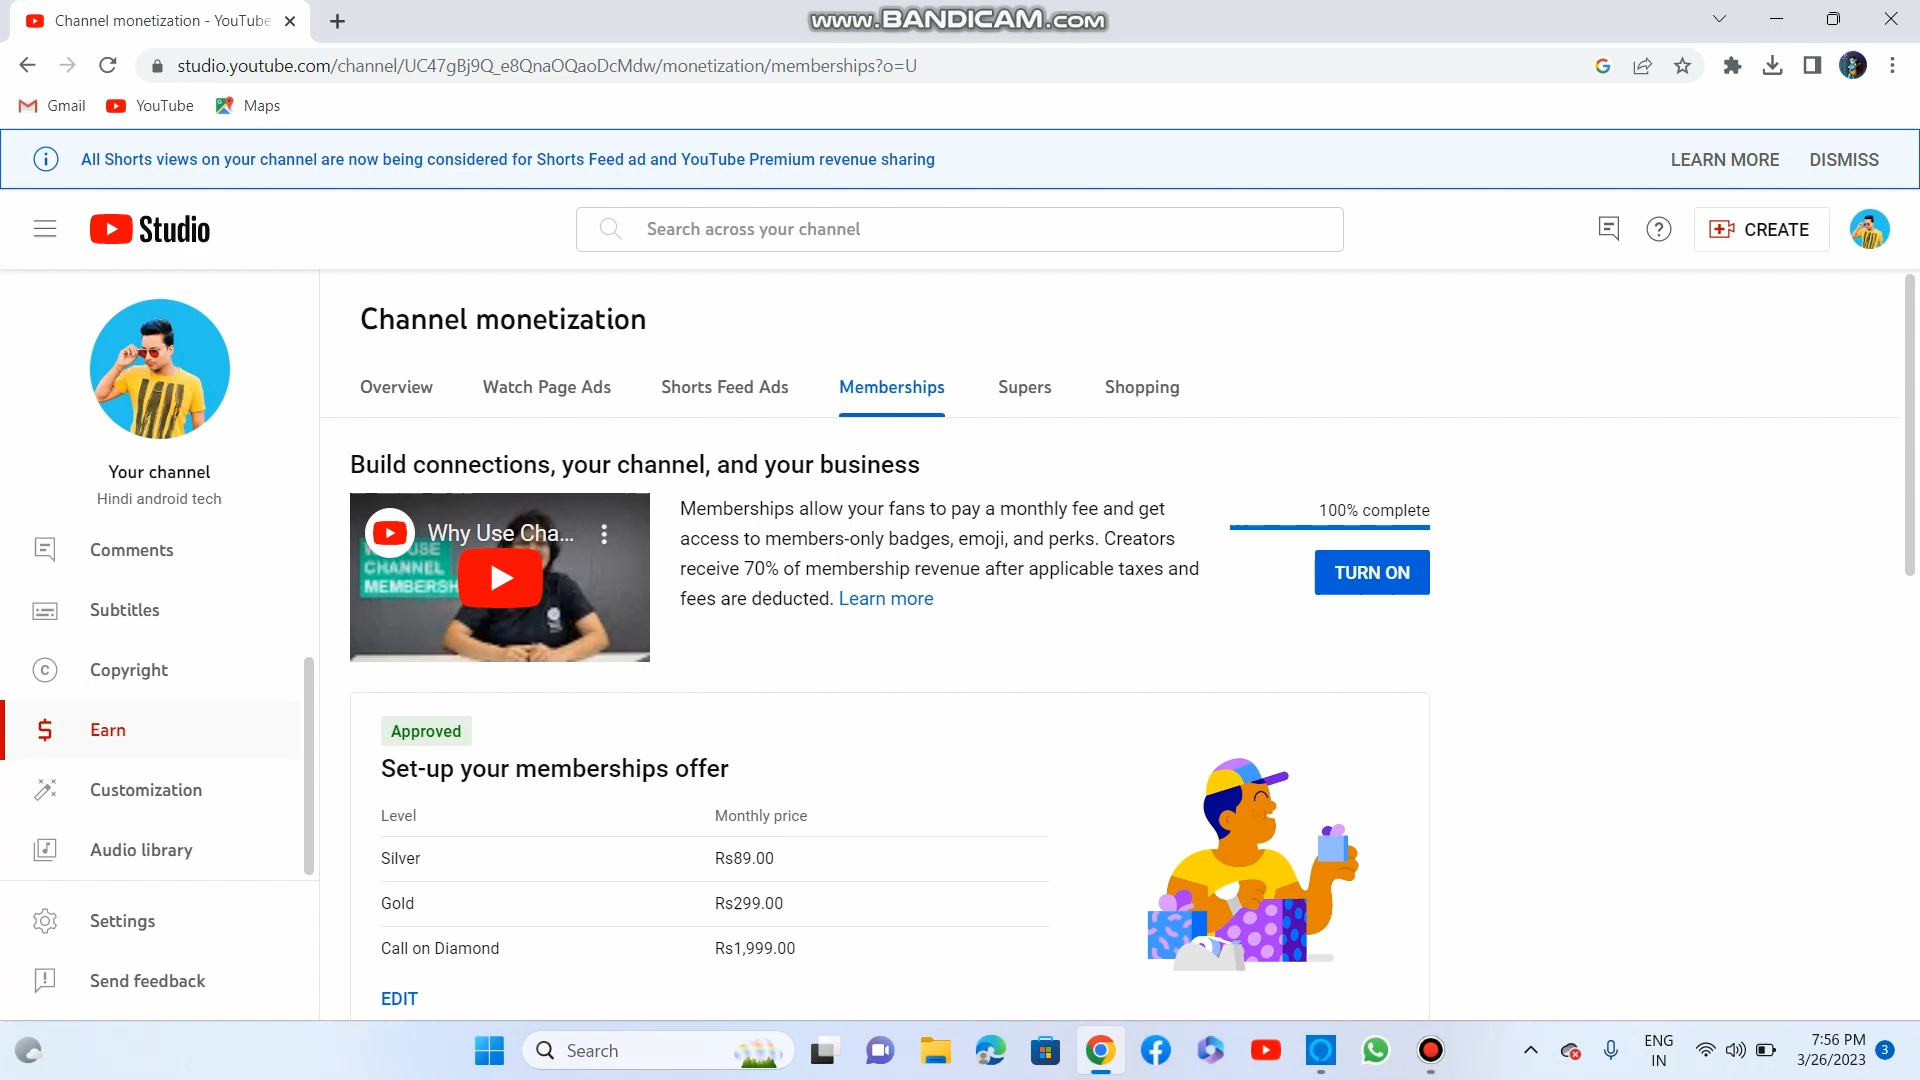 Channel monetization - YouTube
www.BANDICAM.com
studio.youtube.com/channel/UC47gBj9Q_e8QnaOQaoDcMdw/monetization/memberships?o=U
Gmail
YouTube
Maps
All Shorts views on your channel are now being considered for Shorts Feed ad and YouTube Premium revenue sharing
LEARN MORE
DISMISS
Studio
Search across your channel
CREATE
Your channel
Hindi android tech
Comments
Subtitles
Copyright
Earn
Customization
Audio library
Settings
Send feedback
Channel monetization
Overview
Watch Page Ads
Shorts Feed Ads
Memberships
Supers
Shopping
Build connections, your channel, and your business
Why Use Cha...
CHANNEL
Memberships allow your fans to pay a monthly fee and get
access to members-only badges, emoji, and perks. Creators
receive 70% of membership revenue after applicable taxes and
fees are deducted. Learn more
100% complete
TURN ON
Approved
Set-up your memberships offer
Level Monthly price
Silver Rs89.00
Gold Rs299.00
Call on Diamond Rs1,999.00
EDIT
Search
ENG
IN
7:56 PM
3/26/2023
3